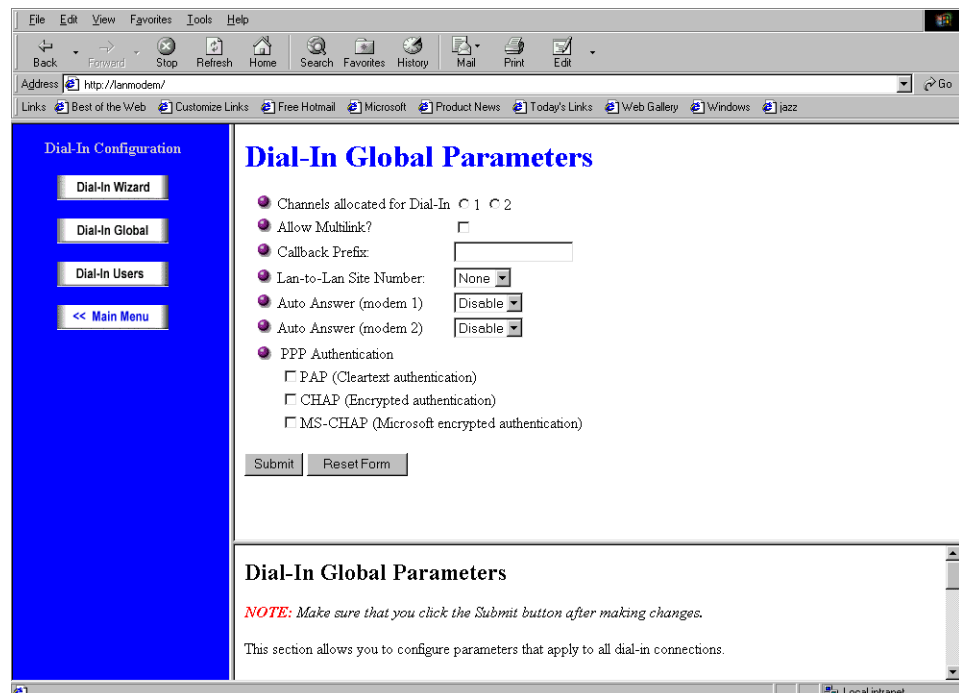 File Edit View Favorites Tools Help
Back Forward Stop Refresh Home Search Favorites History Mail Print Edit
Address http://lanmodem/ Go
Links Best of the Web Customize Links Free Hotmail Microsoft Product News Today's Links Web Gallery Windows jazz
Dial-In Configuration
Dial-In Wizard
Dial-In Global
Dial-In Users
<< Main Menu
Dial-In Global Parameters
Channels allocated for Dial-In 1 2
Allow Multilink?
Callback Prefix:
Lan-to-Lan Site Number: None
Auto Answer (modem 1) Disable
Auto Answer (modem 2) Disable
PPP Authentication
PAP (Cleartext authentication)
CHAP (Encrypted authentication)
MS-CHAP (Microsoft encrypted authentication)
Submit Reset Form
Dial-In Global Parameters
NOTE: Make sure that you click the Submit button after making changes.
This section allows you to configure parameters that apply to all dial-in connections.
Local intranet